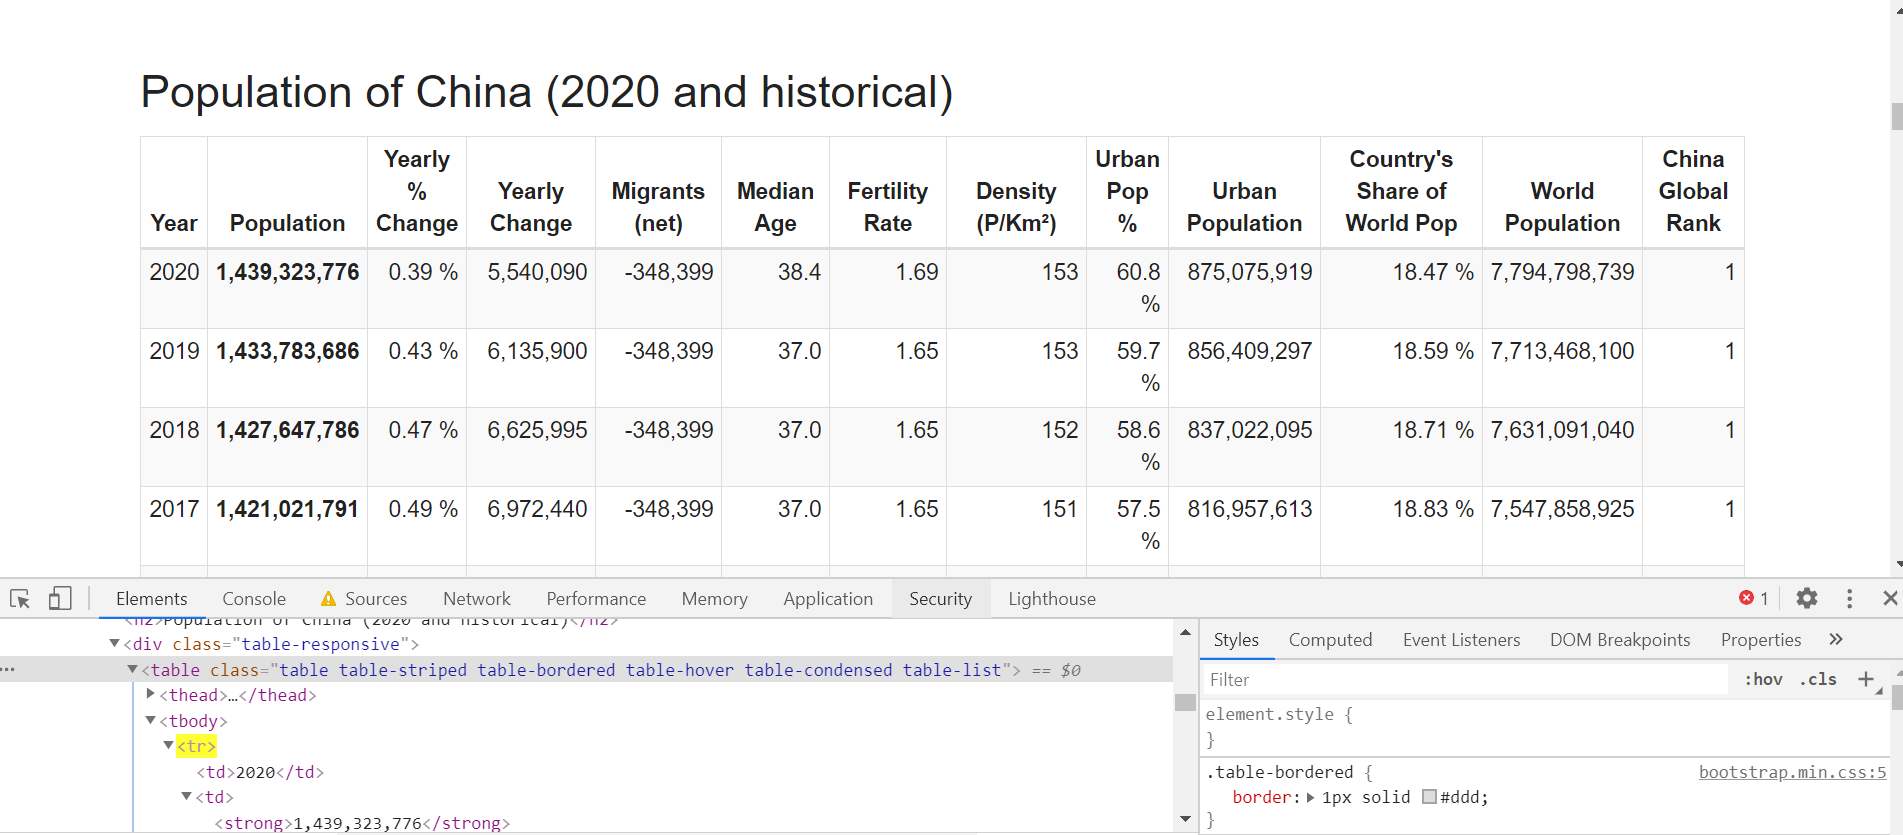 Population of China (2020 and historical)
Year Population Yearly % Change Yearly Change Migrants (net) Median Age Fertility Rate Density (P/Km²) Urban Pop % Urban Population Country's Share of World Pop World Population China Global Rank
2020 1,439,323,776 0.39 % 5,540,090 -348,399 38.4 1.69 153 60.8 % 875,075,919 18.47 % 7,794,798,739 1
2019 1,433,783,686 0.43 % 6,135,900 -348,399 37.0 1.65 153 59.7 % 856,409,297 18.59 % 7,713,468,100 1
2018 1,427,647,786 0.47 % 6,625,995 -348,399 37.0 1.65 152 58.6 % 837,022,095 18.71 % 7,631,091,040 1
2017 1,421,021,791 0.49 % 6,972,440 -348,399 37.0 1.65 151 57.5 % 816,957,613 18.83 % 7,547,858,925 1
Elements Console Sources Network Performance Memory Application Security Lighthouse 1
<h2>Population of China (2020 and historical)</h2>
<div class="table-responsive">
<table class="table table-striped table-bordered table-hover table-condensed table-list"> == $0
<thead>…</thead>
<tbody>
<tr>
<td>2020</td>
<td>
<strong>1,439,323,776</strong>
Styles Computed Event Listeners DOM Breakpoints Properties »
Filter :hov .cls +
element.style {
}
.table-bordered { bootstrap.min.css:5
border: 1px solid #ddd;
}